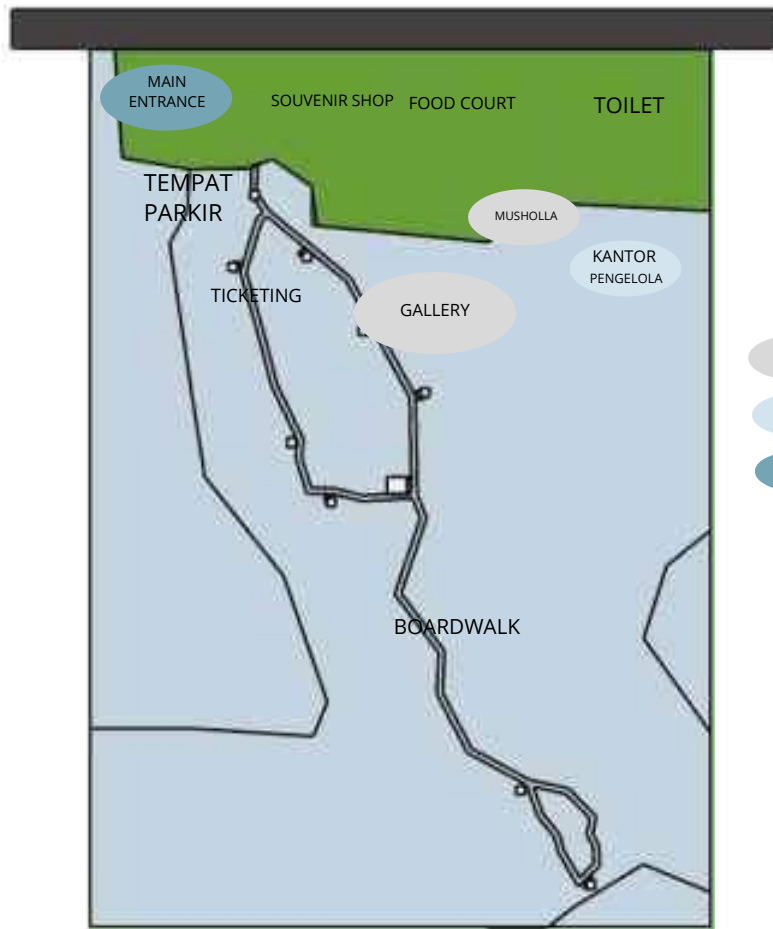 MAIN
ENTRANCE
SOUVENIR SHOP
FOOD COURT
TOILET
TEMPAT
PARKIR
MUSHOLLA
KANTOR
PENGELOLA
TICKETING
GALLERY
BOARDWALK